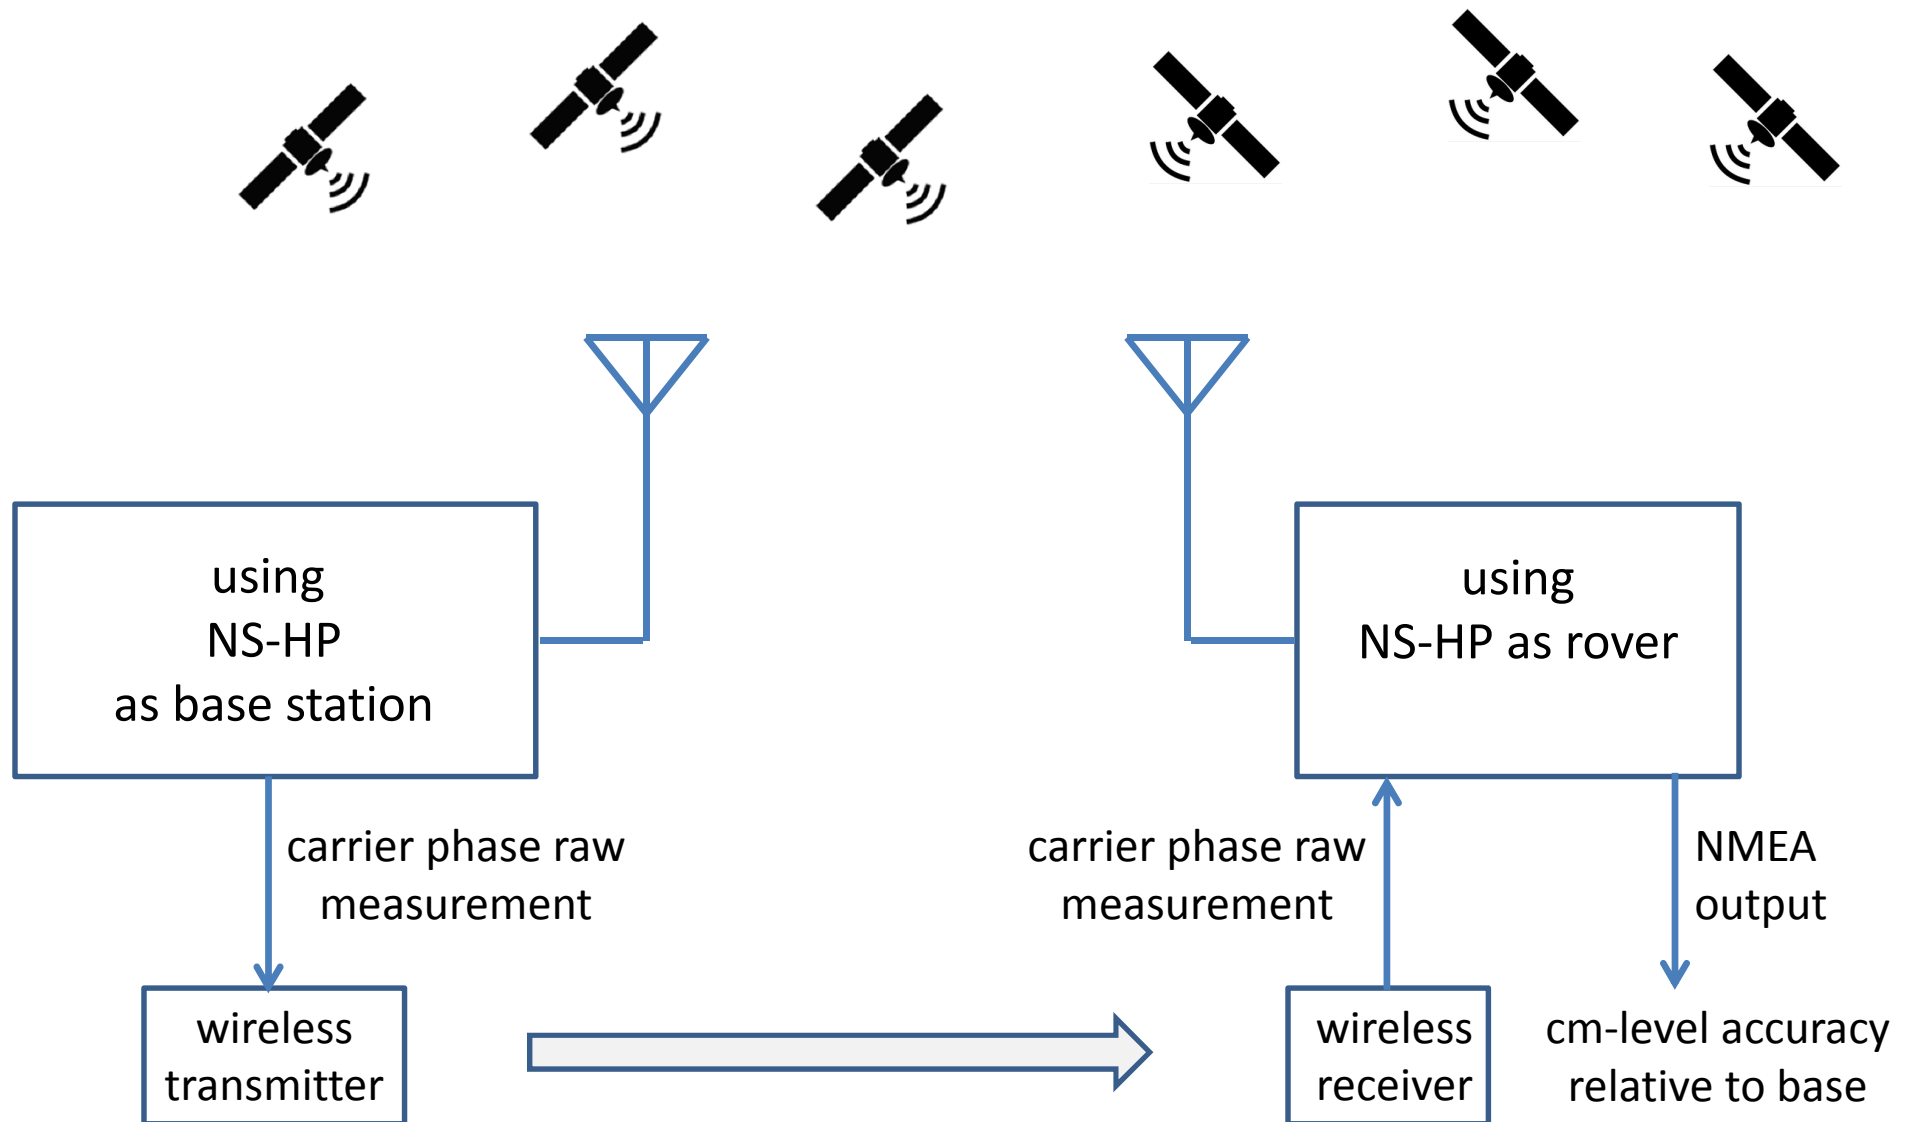 using
NS-HP
as base station
using
NS-HP as rover
carrier phase raw
measurement
carrier phase raw
measurement
NMEA
output
wireless
transmitter
wireless
receiver
cm-level accuracy
relative to base